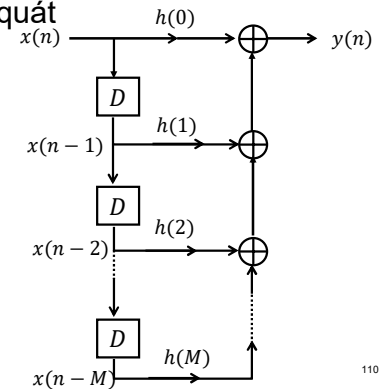 quát
x(n) h(0) y(n)
D
x(n − 1) h(1)
D
x(n − 2) h(2)
D
x(n − M) h(M)
110